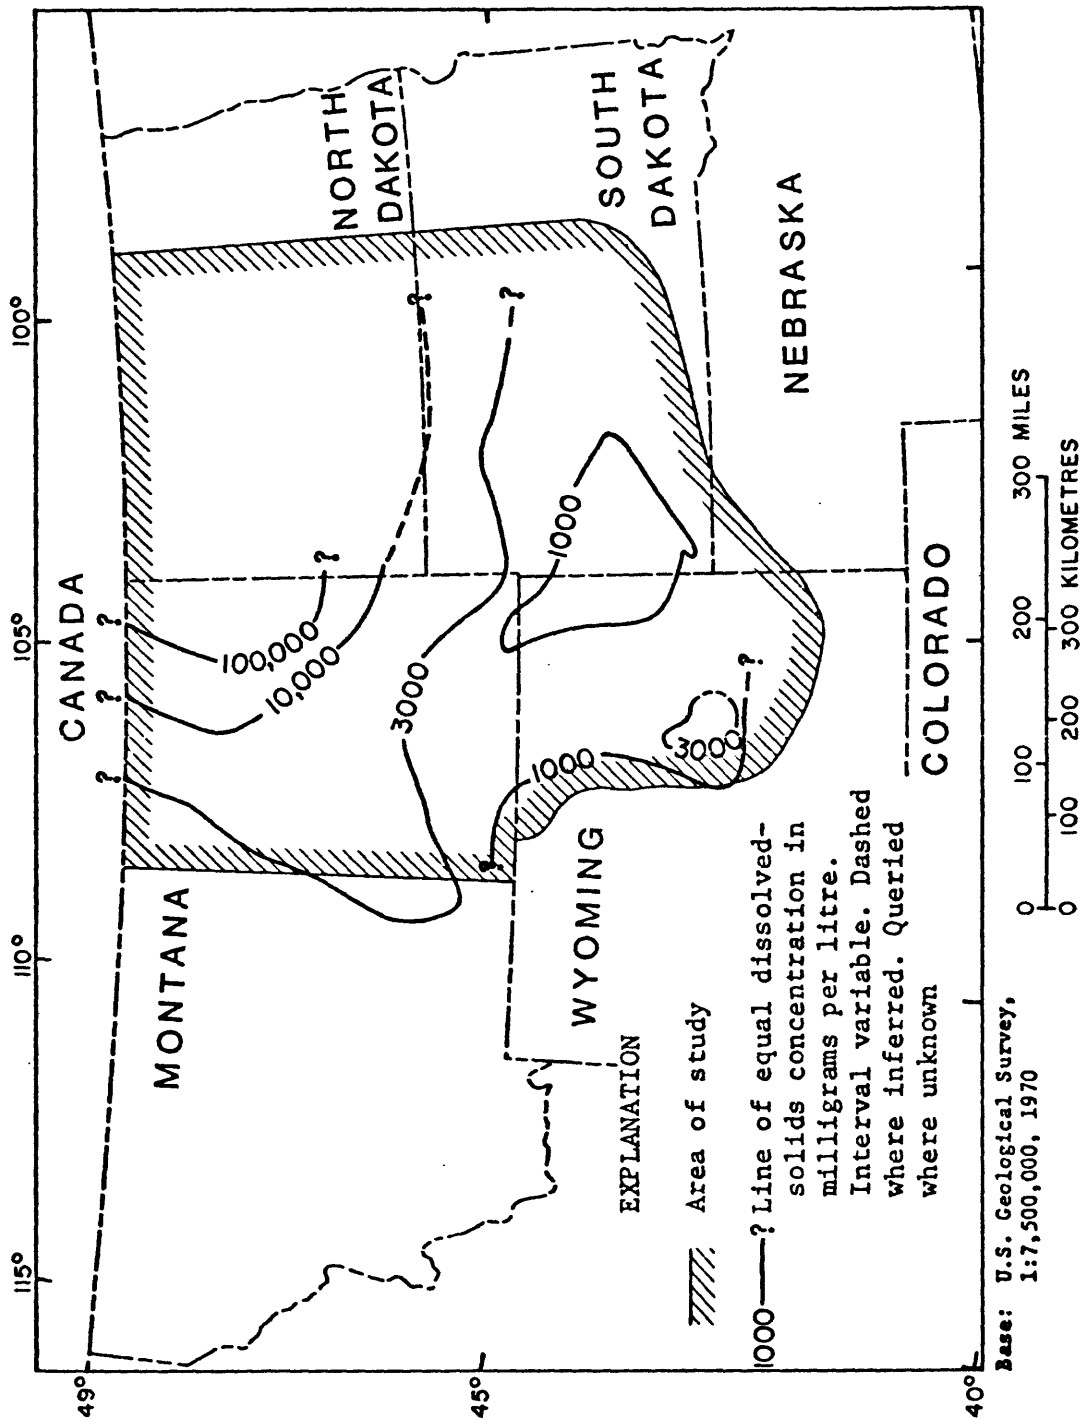 115°
110°
105°
100°
49°
45°
40°
CANADA
MONTANA
NORTH
DAKOTA
SOUTH
DAKOTA
WYOMING
NEBRASKA
COLORADO
?
?
?
100,000
?
10,000
?
3000
?
1000
?
1000
3000
?
EXPLANATION
Area of study
1000 ? Line of equal dissolved-
solids concentration in
milligrams per litre.
Interval variable. Dashed
where inferred. Queried
where unknown
Base: U.S. Geological Survey,
1:7,500,000, 1970
0 100 200 300 MILES
0 100 200 300 KILOMETRES